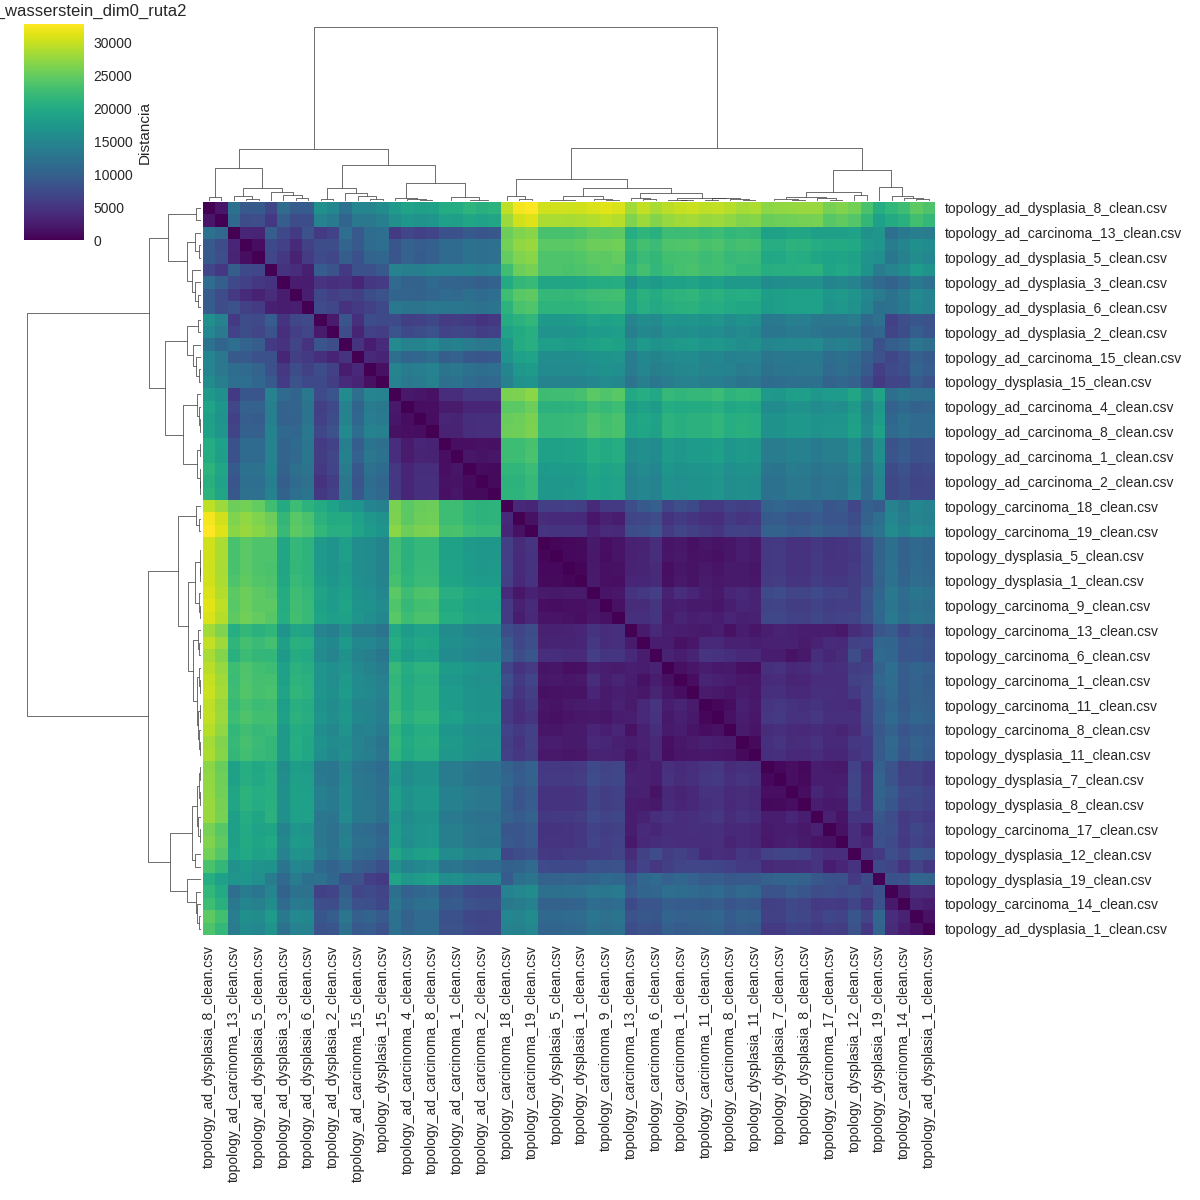 _wasserstein_dim0_ruta2
30000
25000
20000
15000
10000
5000
0
Distancia
topology_ad_dysplasia_8_clean.csv
topology_ad_carcinoma_13_clean.csv
topology_ad_dysplasia_5_clean.csv
topology_ad_dysplasia_3_clean.csv
topology_ad_dysplasia_6_clean.csv
topology_ad_dysplasia_2_clean.csv
topology_ad_carcinoma_15_clean.csv
topology_dysplasia_15_clean.csv
topology_ad_carcinoma_4_clean.csv
topology_ad_carcinoma_8_clean.csv
topology_ad_carcinoma_1_clean.csv
topology_ad_carcinoma_2_clean.csv
topology_carcinoma_18_clean.csv
topology_carcinoma_19_clean.csv
topology_dysplasia_5_clean.csv
topology_dysplasia_1_clean.csv
topology_carcinoma_9_clean.csv
topology_carcinoma_13_clean.csv
topology_carcinoma_6_clean.csv
topology_carcinoma_1_clean.csv
topology_carcinoma_11_clean.csv
topology_carcinoma_8_clean.csv
topology_dysplasia_11_clean.csv
topology_dysplasia_7_clean.csv
topology_dysplasia_8_clean.csv
topology_carcinoma_17_clean.csv
topology_dysplasia_12_clean.csv
topology_dysplasia_19_clean.csv
topology_carcinoma_14_clean.csv
topology_ad_dysplasia_1_clean.csv
topology_ad_dysplasia_8_clean.csv
topology_ad_carcinoma_13_clean.csv
topology_ad_dysplasia_5_clean.csv
topology_ad_dysplasia_3_clean.csv
topology_ad_dysplasia_6_clean.csv
topology_ad_dysplasia_2_clean.csv
topology_ad_carcinoma_15_clean.csv
topology_dysplasia_15_clean.csv
topology_ad_carcinoma_4_clean.csv
topology_ad_carcinoma_8_clean.csv
topology_ad_carcinoma_1_clean.csv
topology_ad_carcinoma_2_clean.csv
topology_carcinoma_18_clean.csv
topology_carcinoma_19_clean.csv
topology_dysplasia_5_clean.csv
topology_dysplasia_1_clean.csv
topology_carcinoma_9_clean.csv
topology_carcinoma_13_clean.csv
topology_carcinoma_6_clean.csv
topology_carcinoma_1_clean.csv
topology_carcinoma_11_clean.csv
topology_carcinoma_8_clean.csv
topology_dysplasia_11_clean.csv
topology_dysplasia_7_clean.csv
topology_dysplasia_8_clean.csv
topology_carcinoma_17_clean.csv
topology_dysplasia_12_clean.csv
topology_dysplasia_19_clean.csv
topology_carcinoma_14_clean.csv
topology_ad_dysplasia_1_clean.csv